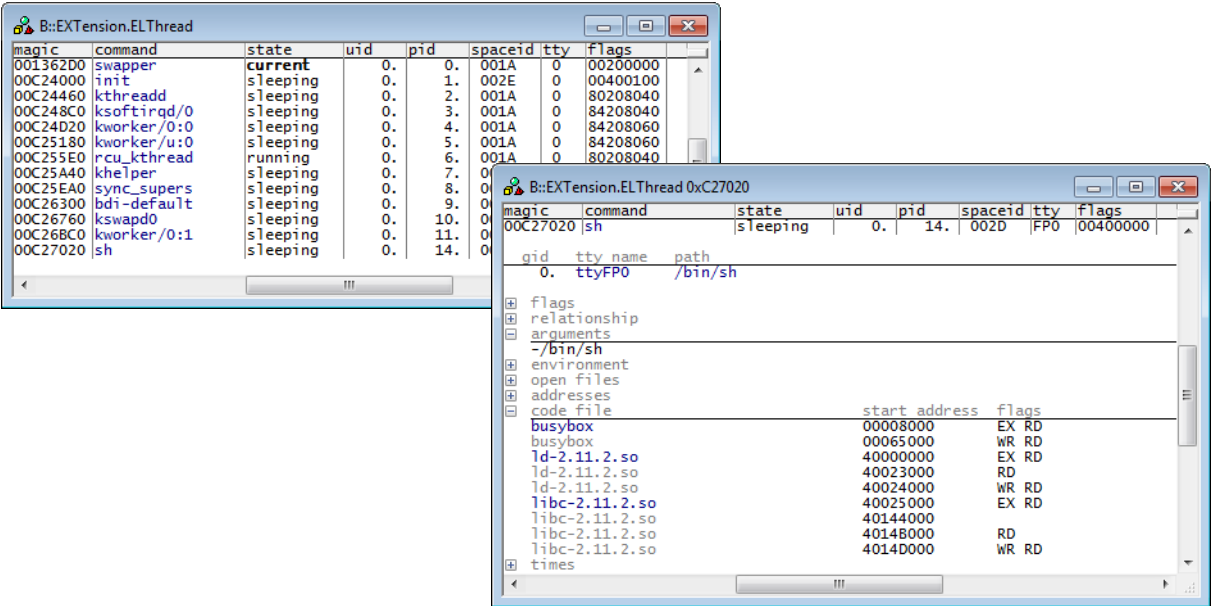 B::EXTension.ELThread
magic command state uid pid spaceid tty flags
001362D0 swapper current 0. 0. 001A 0 00200000
00C24000 init sleeping 0. 1. 002E 0 00400100
00C24460 kthreadd sleeping 0. 2. 001A 0 80208040
00C248C0 ksoftirqd/0 sleeping 0. 3. 001A 0 84208040
00C24D20 kworker/0:0 sleeping 0. 4. 001A 0 84208060
00C25180 kworker/u:0 sleeping 0. 5. 001A 0 84208060
00C255E0 rcu_kthread running 0. 6. 001A 0 80208040
00C25A40 khelper sleeping 0. 7.
00C25EA0 sync_supers sleeping 0. 8.
00C26300 bdi-default sleeping 0. 9.
00C26760 kswapd0 sleeping 0. 10.
00C26BC0 kworker/0:1 sleeping 0. 11.
00C27020 sh sleeping 0. 14.
B::EXTension.ELThread 0xC27020
magic command state uid pid spaceid tty flags
00C27020 sh sleeping 0. 14. 002D FP0 00400000
gid tty name path
0. ttyFP0 /bin/sh
flags
relationship
arguments
-/bin/sh
environment
open files
addresses
code file start address flags
busybox 00008000 EX RD
busybox 00065000 WR RD
ld-2.11.2.so 40000000 EX RD
ld-2.11.2.so 40023000 RD
ld-2.11.2.so 40024000 WR RD
libc-2.11.2.so 40025000 EX RD
libc-2.11.2.so 40144000
libc-2.11.2.so 4014B000 RD
libc-2.11.2.so 4014D000 WR RD
times